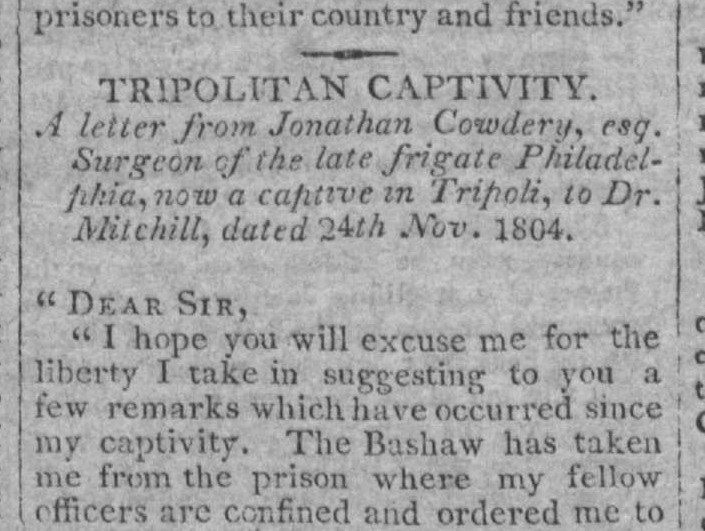 prisoners to their country and friends."
TRIPOLITAN CAPTIVITY.
A letter from Jonathan Cowdery, esq.
Surgeon of the late frigate Philadel-
phia, now a captive in Tripoli, to Dr.
Mitchill, dated 24th Nov. 1804.
“ DEAR SIR,
“ I hope you will excuse me for the
liberty I take in suggesting to you a
few remarks which have occurred since
my captivity. The Bashaw has taken
me from the prison where my fellow
officers are confined and ordered me to